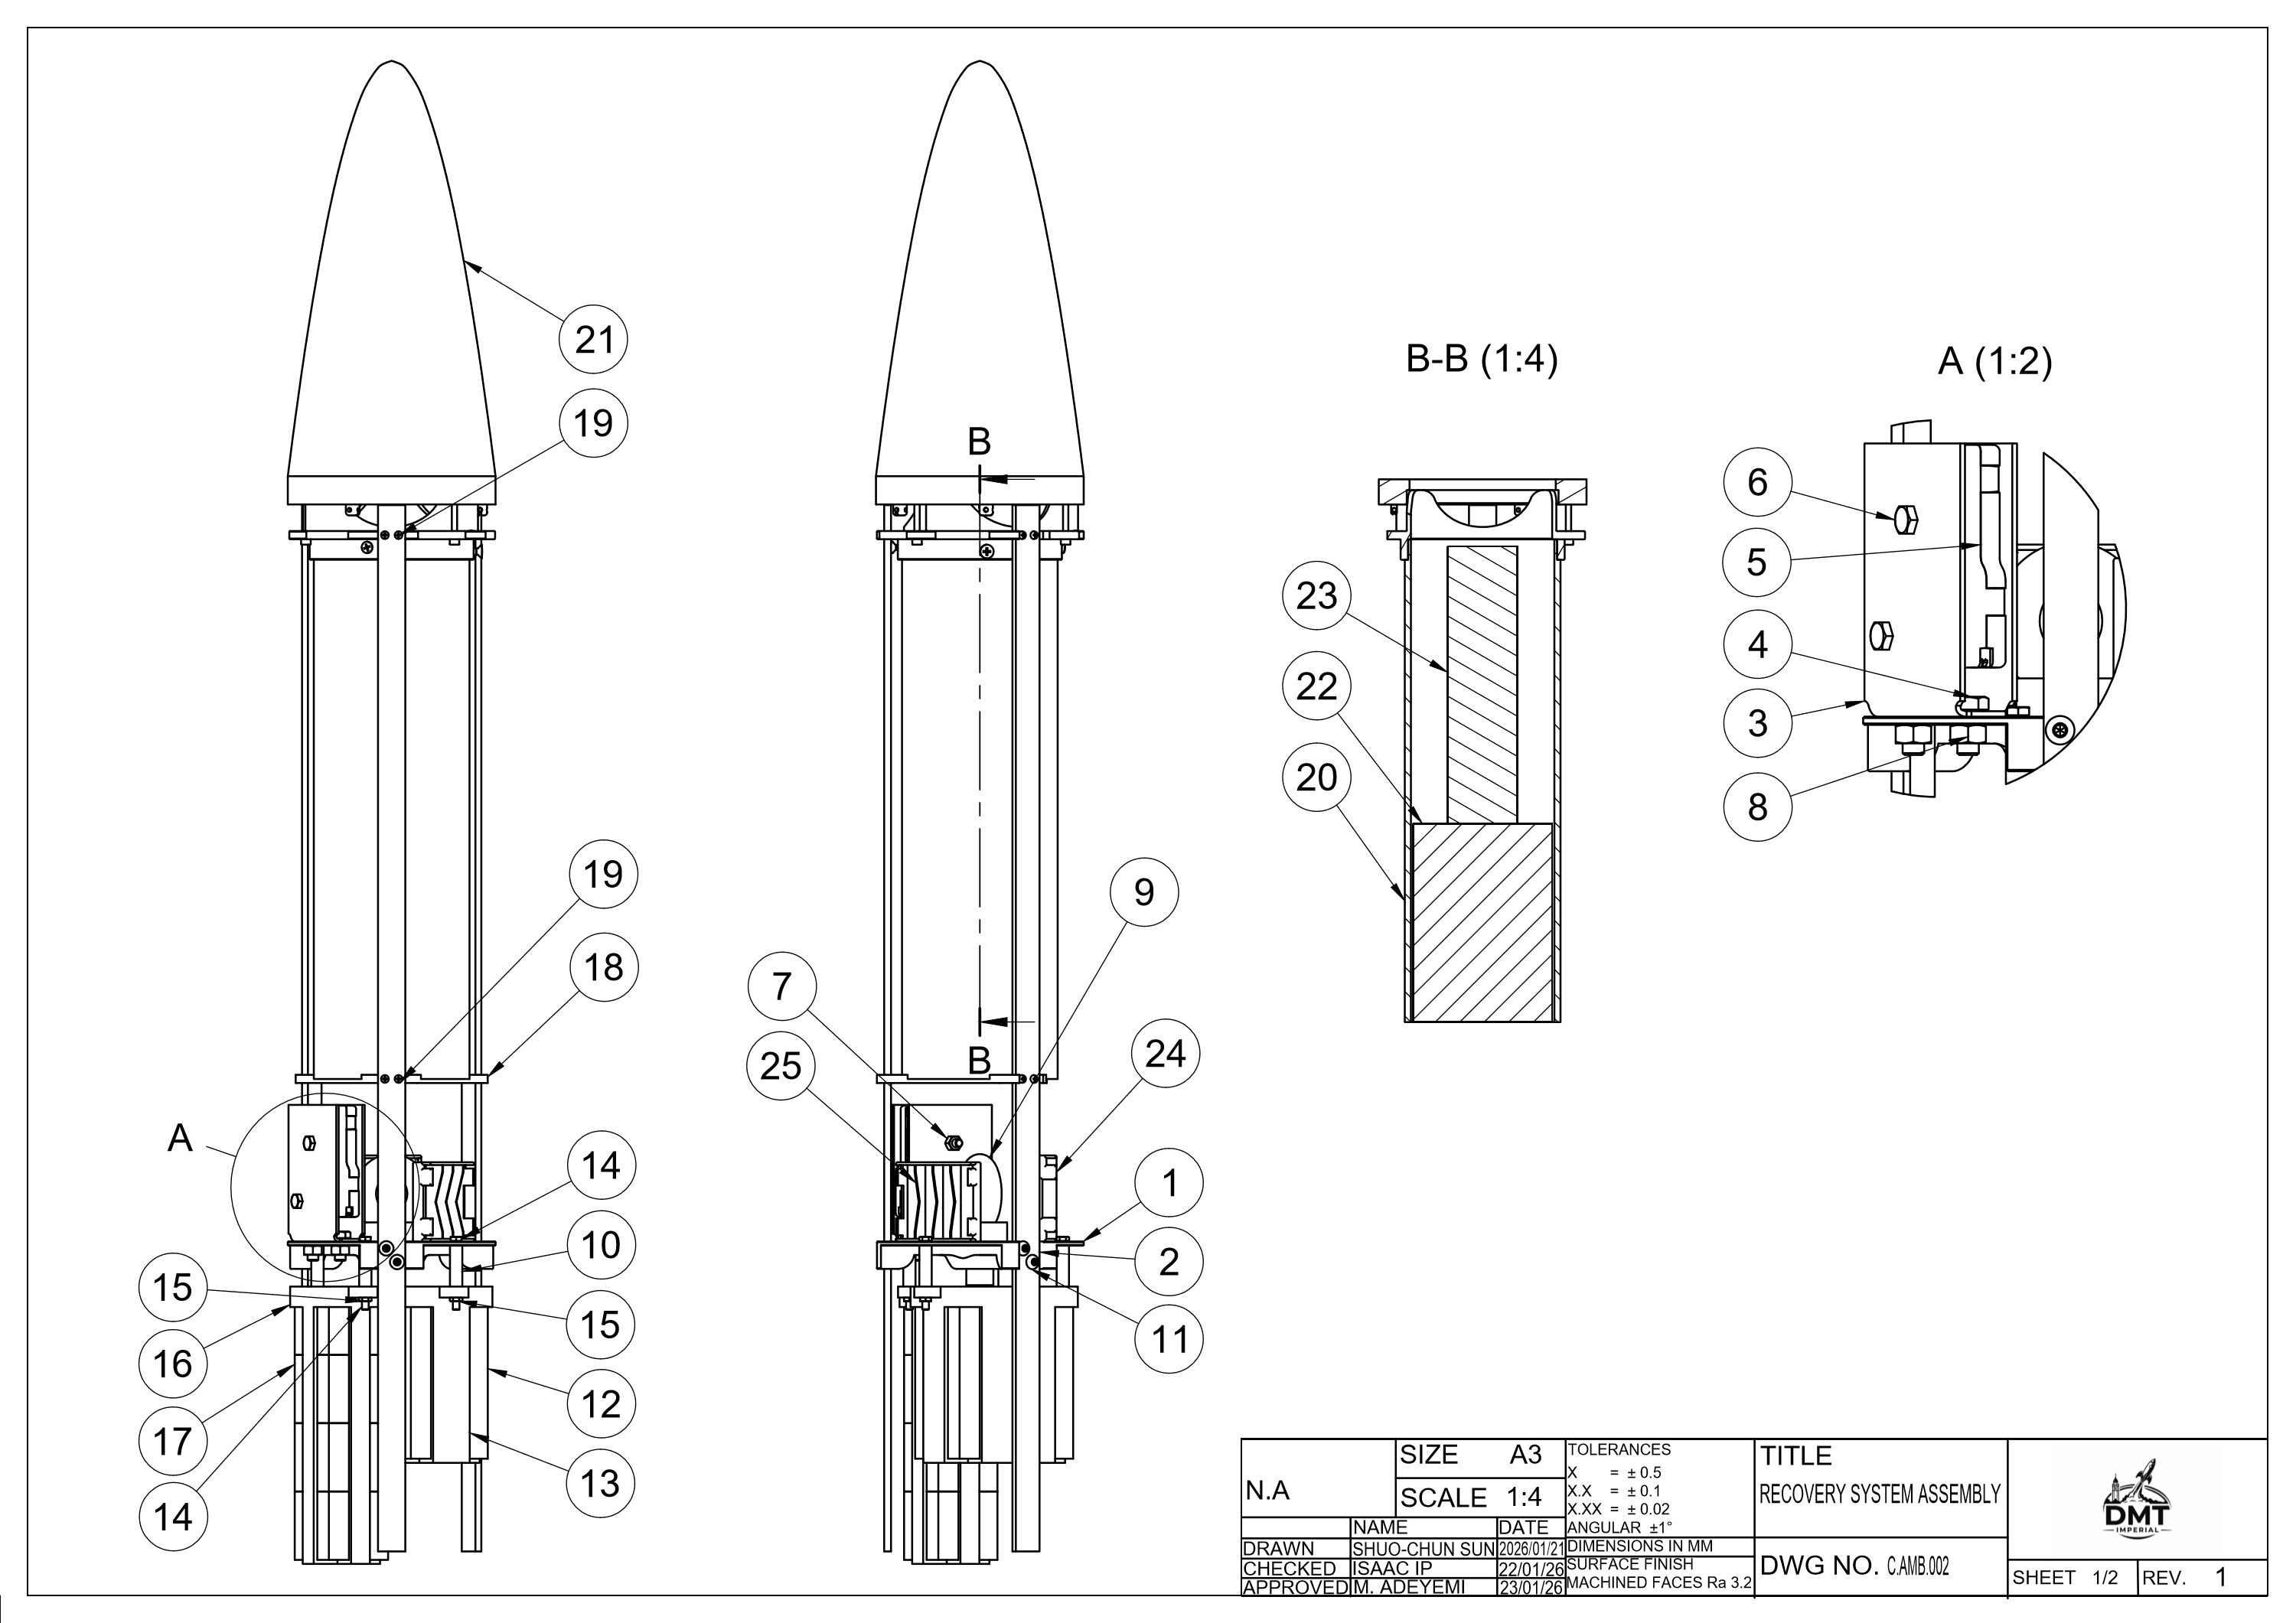 21
19
B
B-B (1:4)
A (1:2)
6
5
4
3
8
23
22
20
19
18
9
7
25
B
24
A
14
10
1
2
15
15
11
16
12
17
13
14
N.A
SIZE A3
SCALE 1:4
NAME DATE
DRAWN SHUO-CHUN SUN 2026/01/21
CHECKED ISAAC IP 22/01/26
APPROVED M. ADEYEMI 23/01/26
TOLERANCES
X = ± 0.5
X.X = ± 0.1
X.XX = ± 0.02
ANGULAR ±1°
DIMENSIONS IN MM
SURFACE FINISH
MACHINED FACES Ra 3.2
TITLE
RECOVERY SYSTEM ASSEMBLY
DWG NO. C.AMB.002
DMT
IMPERIAL
SHEET 1/2 REV. 1